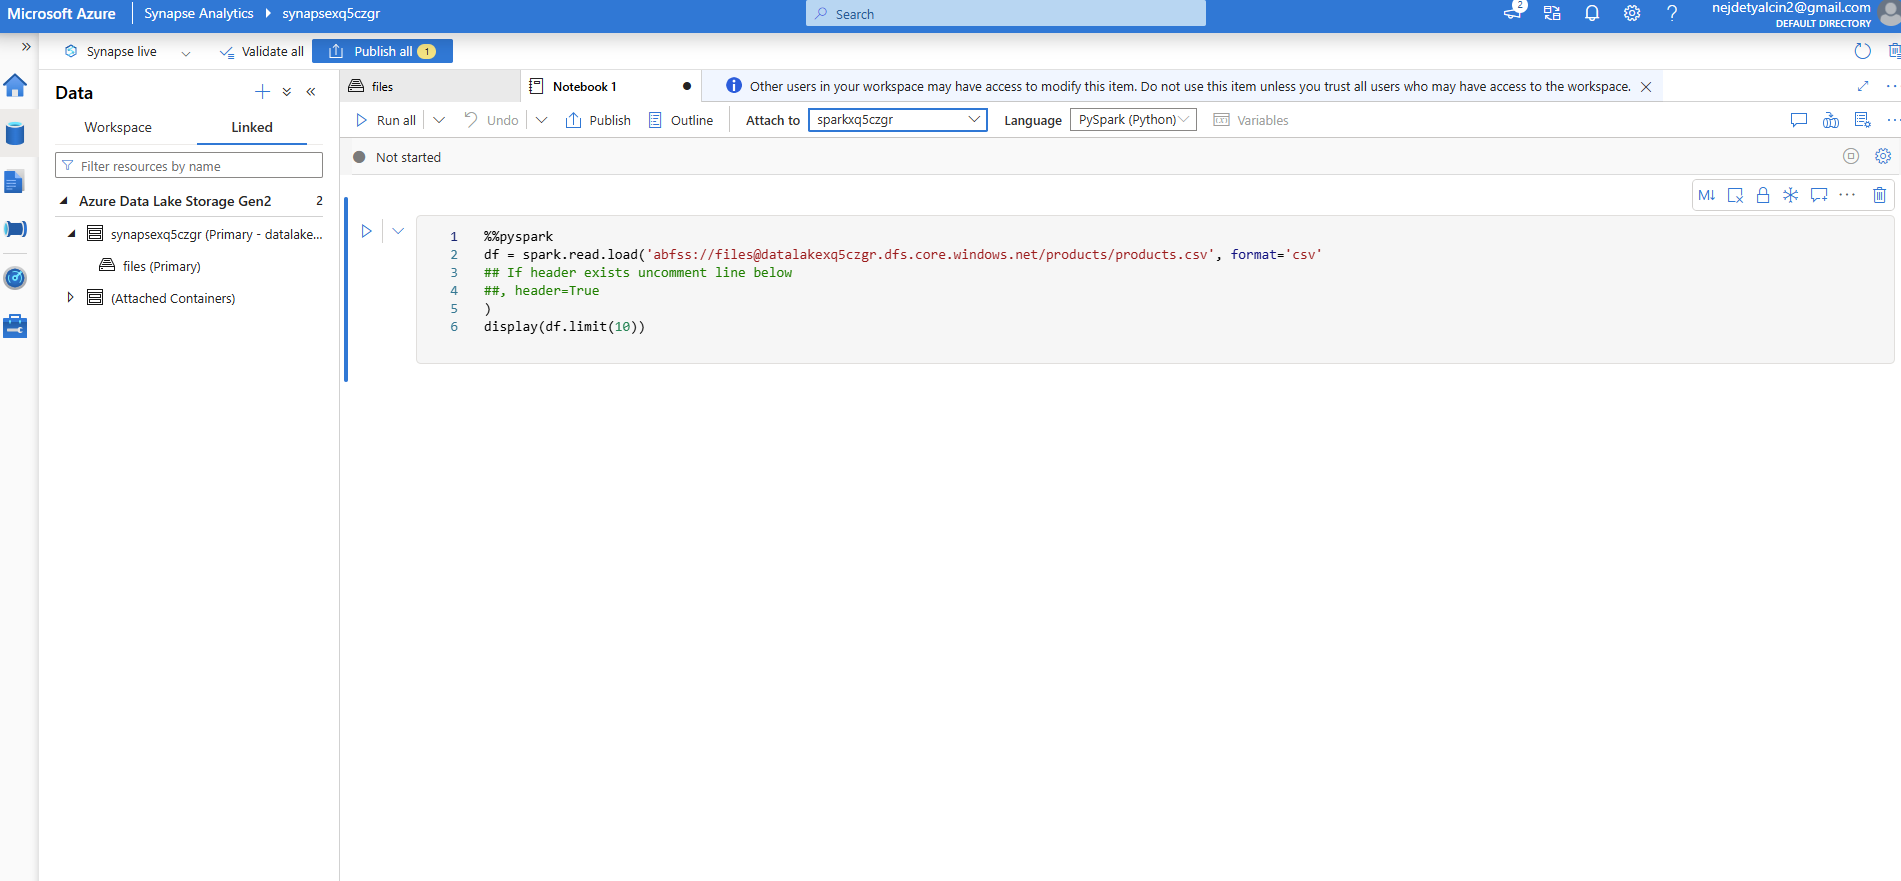 Microsoft Azure | Synapse Analytics synapsexq5czgr
Search
2
nejdetyalcin2@gmail.com
DEFAULT DIRECTORY
Synapse live
Validate all
Publish all 1
Data
Workspace
Linked
Filter resources by name
Azure Data Lake Storage Gen2 2
synapsexq5czgr (Primary - datalake...
files (Primary)
(Attached Containers)
files
Notebook 1
Other users in your workspace may have access to modify this item. Do not use this item unless you trust all users who may have access to the workspace.
Run all
Undo
Publish
Outline
Attach to sparkxq5czgr
Language PySpark (Python)
Variables
Not started
M↓
1 %%pyspark
2 df = spark.read.load('abfss://files@datalakexq5czgr.dfs.core.windows.net/products/products.csv', format='csv'
3 ## If header exists uncomment line below
4 ##, header=True
5 )
6 display(df.limit(10))